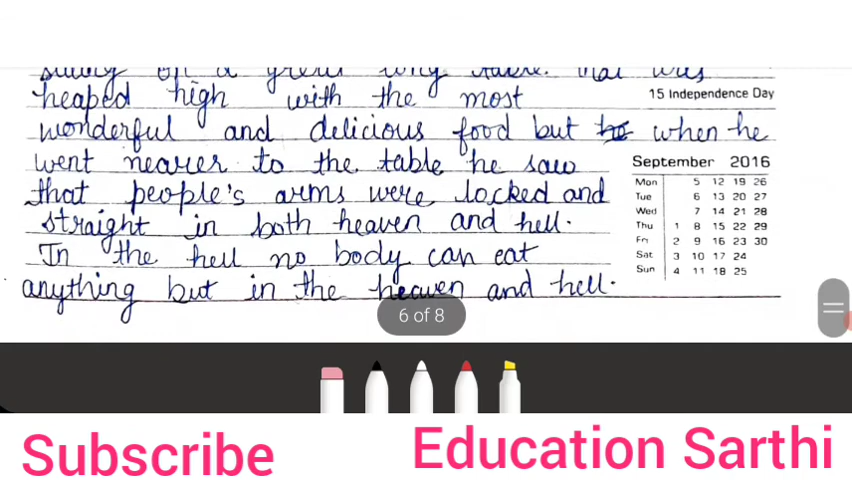 heaped high with the most
15 Independence Day
wonderful and delicious food but when he
went nearer to the table he saw
that people's arms were locked and
straight in both heaven and hell.
In the hell no body can eat
anything but in the heaven and hell.
September 2016
Mon 5 12 19 26
Tue 6 13 20 27
Wed 7 14 21 28
Thu 1 8 15 22 29
Fri 2 9 16 23 30
Sat 3 10 17 24
Sun 4 11 18 25
6 of 8
Subscribe
Education Sarthi